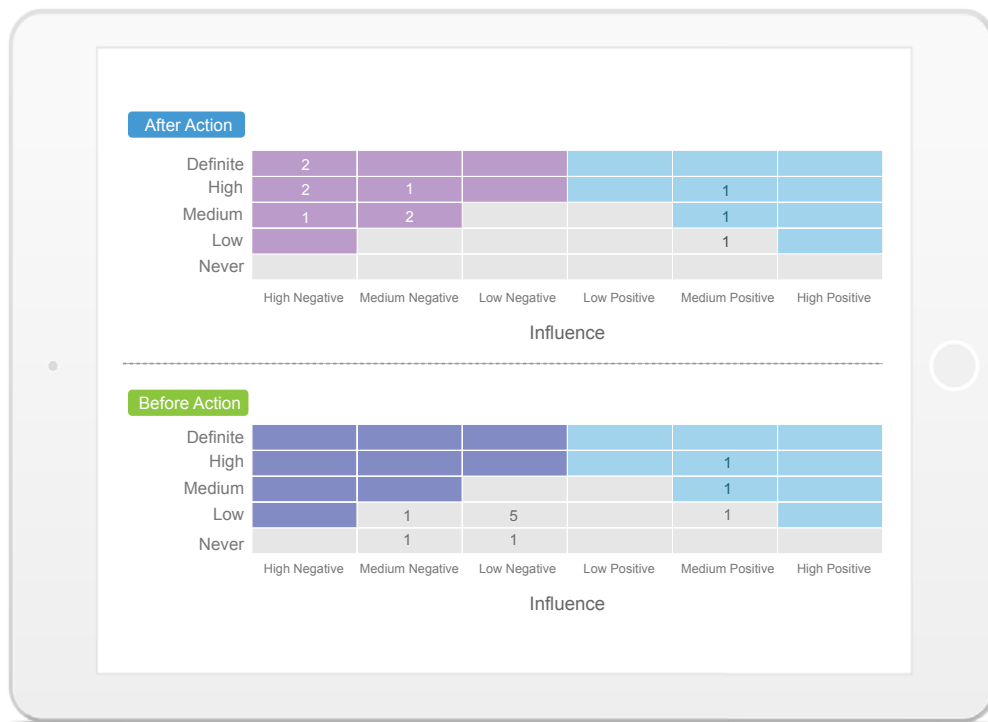 After Action
Definite 2
High 2 1 1
Medium 1 2 1
Low 1
Never
High Negative Medium Negative Low Negative Low Positive Medium Positive High Positive
Influence
Before Action
Definite
High 1
Medium 1
Low 1 5 1
Never 1 1
High Negative Medium Negative Low Negative Low Positive Medium Positive High Positive
Influence